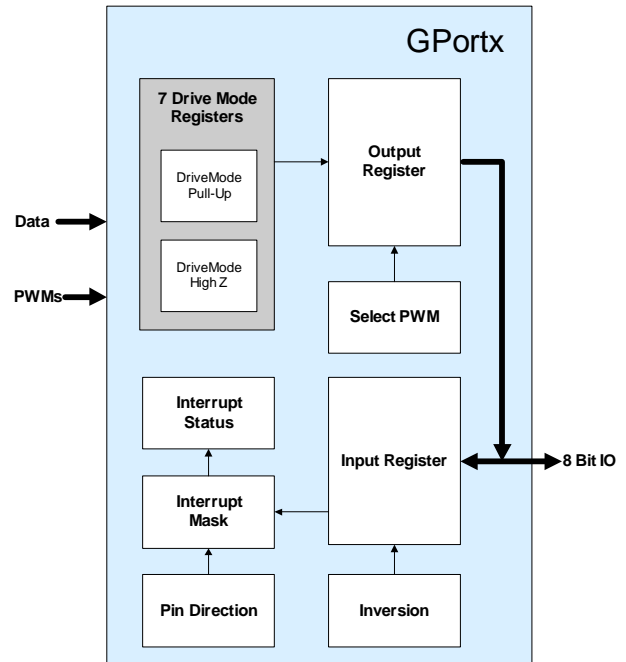 GPortx
7 Drive Mode
Registers
DriveMode
Pull-Up
DriveMode
High Z
Output
Register
Data
PWMs
Select PWM
Interrupt
Status
Input Register
8 Bit IO
Interrupt
Mask
Pin Direction
Inversion